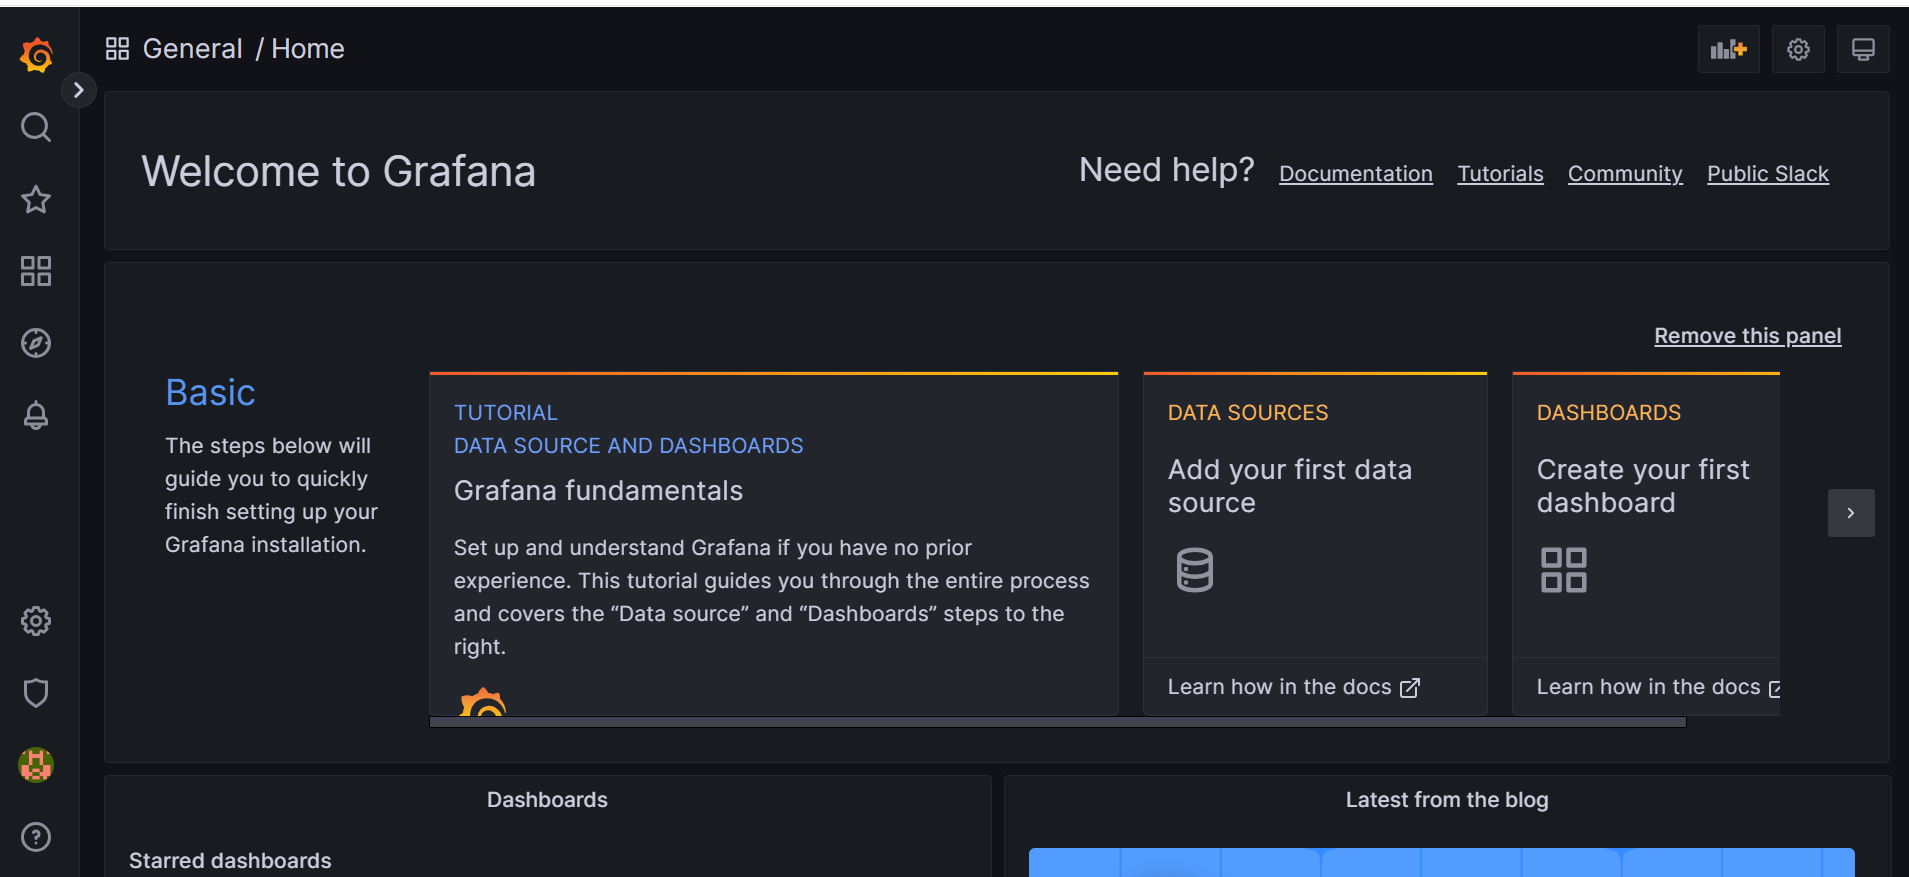 General / Home
Welcome to Grafana
Need help? Documentation Tutorials Community Public Slack
Remove this panel
Basic
The steps below will
guide you to quickly
finish setting up your
Grafana installation.
TUTORIAL
DATA SOURCE AND DASHBOARDS
Grafana fundamentals
Set up and understand Grafana if you have no prior
experience. This tutorial guides you through the entire process
and covers the “Data source” and “Dashboards” steps to the
right.
DATA SOURCES
Add your first data
source
Learn how in the docs
DASHBOARDS
Create your first
dashboard
Learn how in the docs
Dashboards
Starred dashboards
Latest from the blog